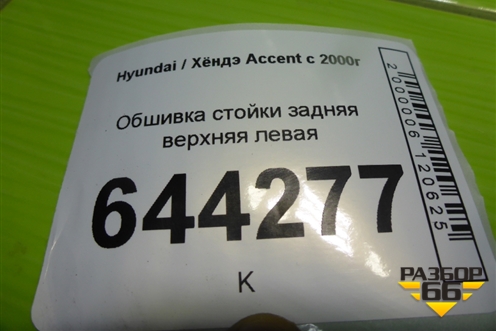 Hyundai / Хёндэ Accent с 2000г
Обшивка стойки задняя
верхняя левая
644277
К
2000006120625
РАЗБОР
66